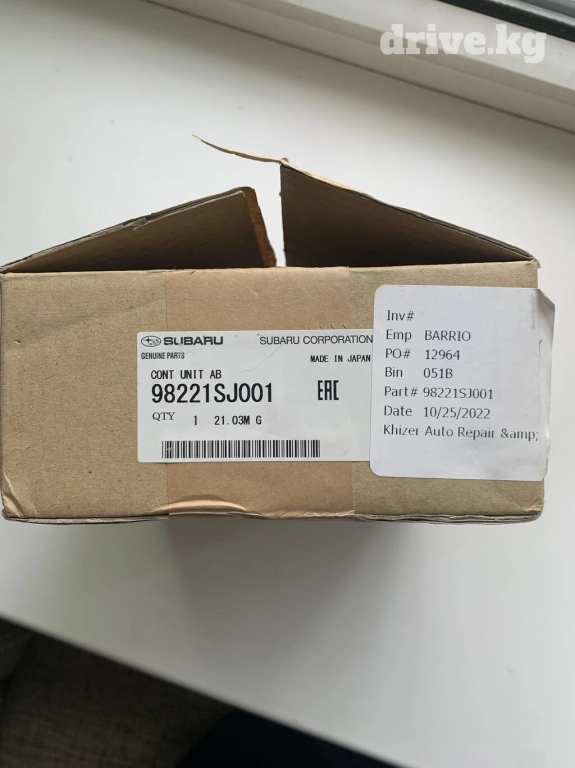 drive.kg
SUBARU SUBARU CORPORATION
GENUINE PARTS MADE IN JAPAN
CONT UNIT AB
98221SJ001 EAC
QTY 1 21.03M G
Inv#
Emp BARRIO
PO# 12964
Bin 051B
Part# 98221SJ001
Date 10/25/2022
Khizer Auto Repair &amp;